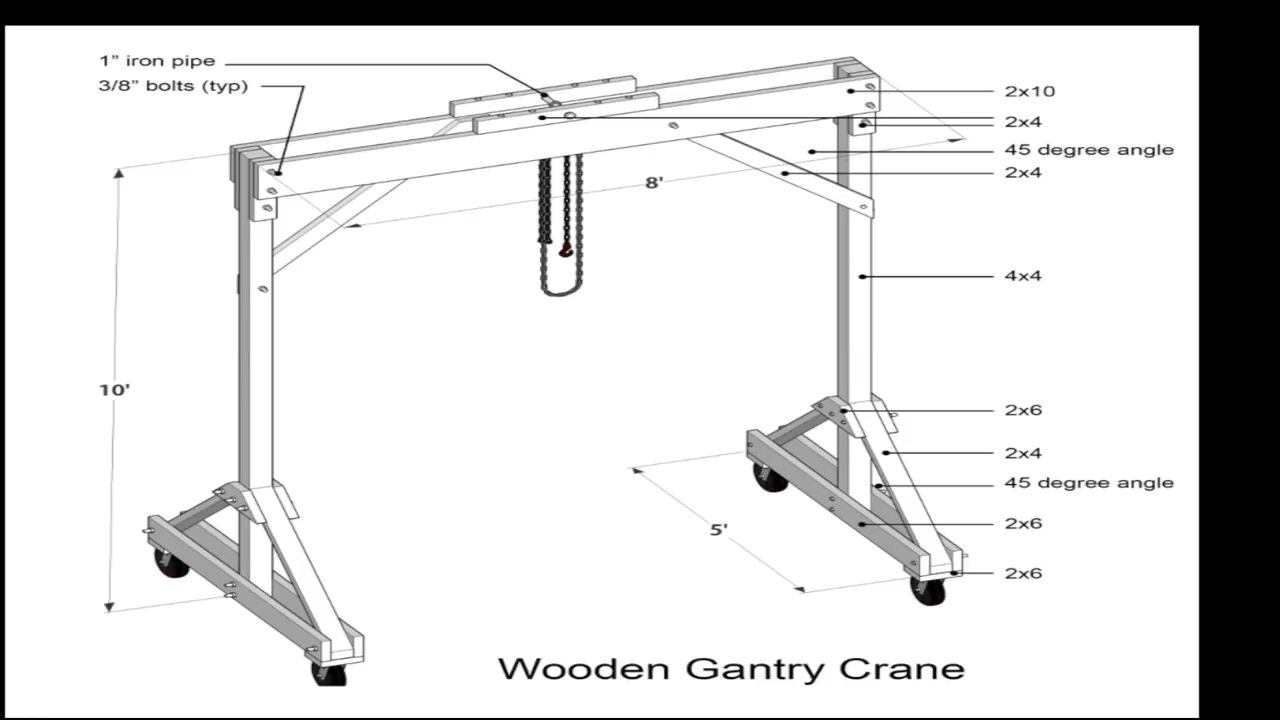 1” iron pipe
3/8” bolts (typ)
2x10
2x4
45 degree angle
2x4
8'
4x4
10'
2x6
2x4
45 degree angle
5'
2x6
2x6
Wooden Gantry Crane